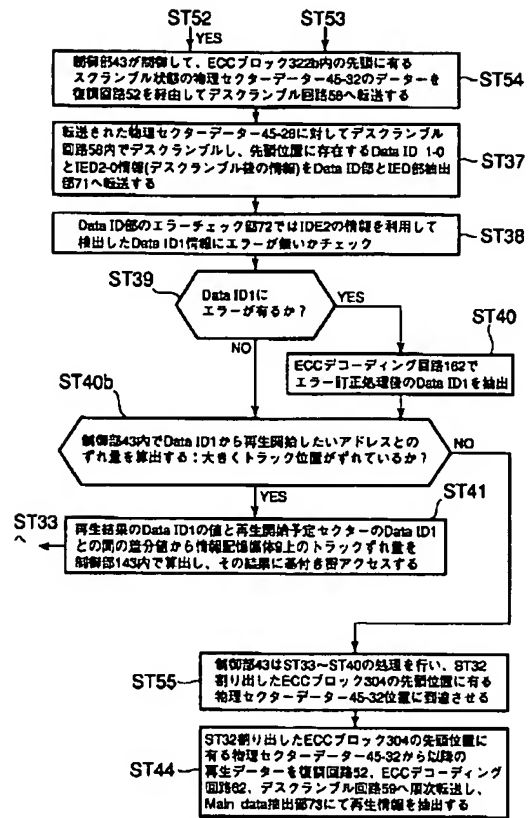 ST52
ST53
YES
制御部43が制御して、ECCブロック322b内の先頭に有る
スクランブル状態の物理セクターデーター45-32のデーターを
復調回路52を経由してデスクランブル回路58へ転送する
ST54
転送された物理セクターデーター45-28に対してデスクランブル
回路58内でデスクランブルし、先頭位置に存在するData ID 1-0
とIED2-0情報(デスクランブル後の情報)をData ID部とIED部抽出
部71へ転送する
ST37
Data ID部のエラーチェック部72ではIDE2の情報を利用して
検出したData ID1情報にエラーが無いかチェック
ST38
ST39
Data ID1に
エラーが有るか?
YES
NO
ST40
ECCデコーディング回路162で
エラー訂正処理後のData ID1を抽出
ST40b
制御部43内でData ID1から再生開始したいアドレスとの
ずれ量を算出する:大きくトラック位置がずれているか?
NO
YES
ST41
ST33
へ
再生結果のData ID1の値と再生開始予定セクターのData ID1
との間の差分値から情報記憶媒体9上のトラックずれ量を
制御部143内で算出し、その結果に基付き密アクセスする
ST55
制御部43はST33〜ST40の処理を行い、ST32
割り出したECCブロック304の先頭位置に有る
物理セクターデーター45-32位置に到達させる
ST44
ST32割り出したECCブロック304の先頭位置に
有る物理セクターデーター45-32から以降の
再生データーを復調回路52、ECCデコーディング
回路62、デスクランブル回路59へ順次転送し、
Main data抽出部73にて再生情報を抽出する